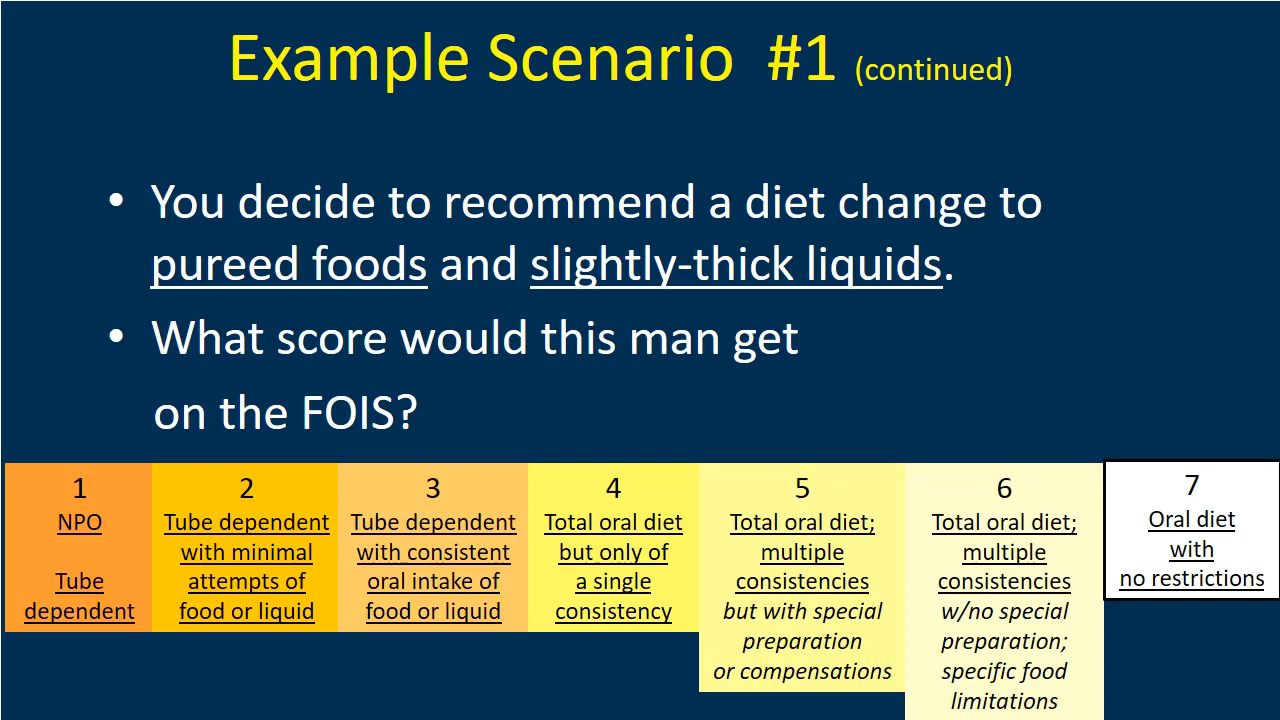 Example Scenario #1 (continued)
• You decide to recommend a diet change to
pureed foods and slightly-thick liquids.
• What score would this man get
on the FOIS?
1
NPO
Tube
dependent
2
Tube dependent
with minimal
attempts of
food or liquid
3
Tube dependent
with consistent
oral intake of
food or liquid
4
Total oral diet
but only of
a single
consistency
5
Total oral diet;
multiple
consistencies
but with special
preparation
or compensations
6
Total oral diet;
multiple
consistencies
w/no special
preparation;
specific food
limitations
7
Oral diet
with
no restrictions